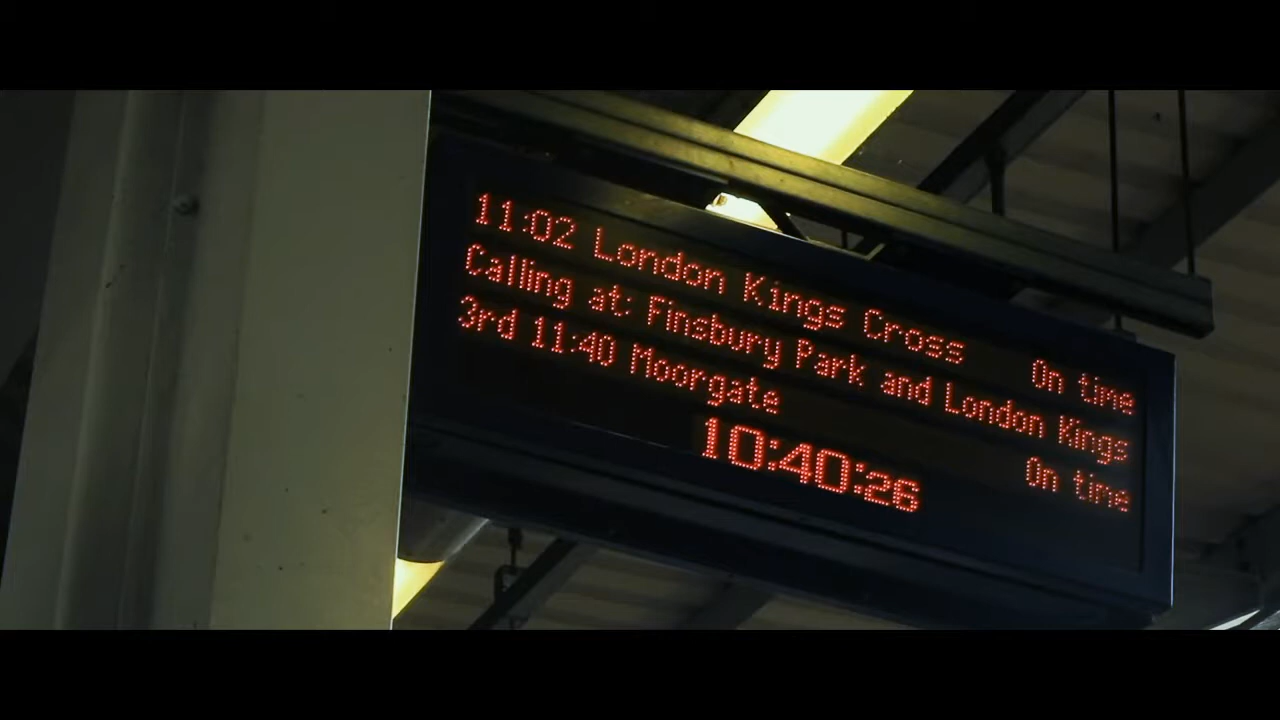 11:02 London Kings Cross On time
Calling at: Finsbury Park and London Kings
3rd 11:40 Moorgate On time
10:40:26